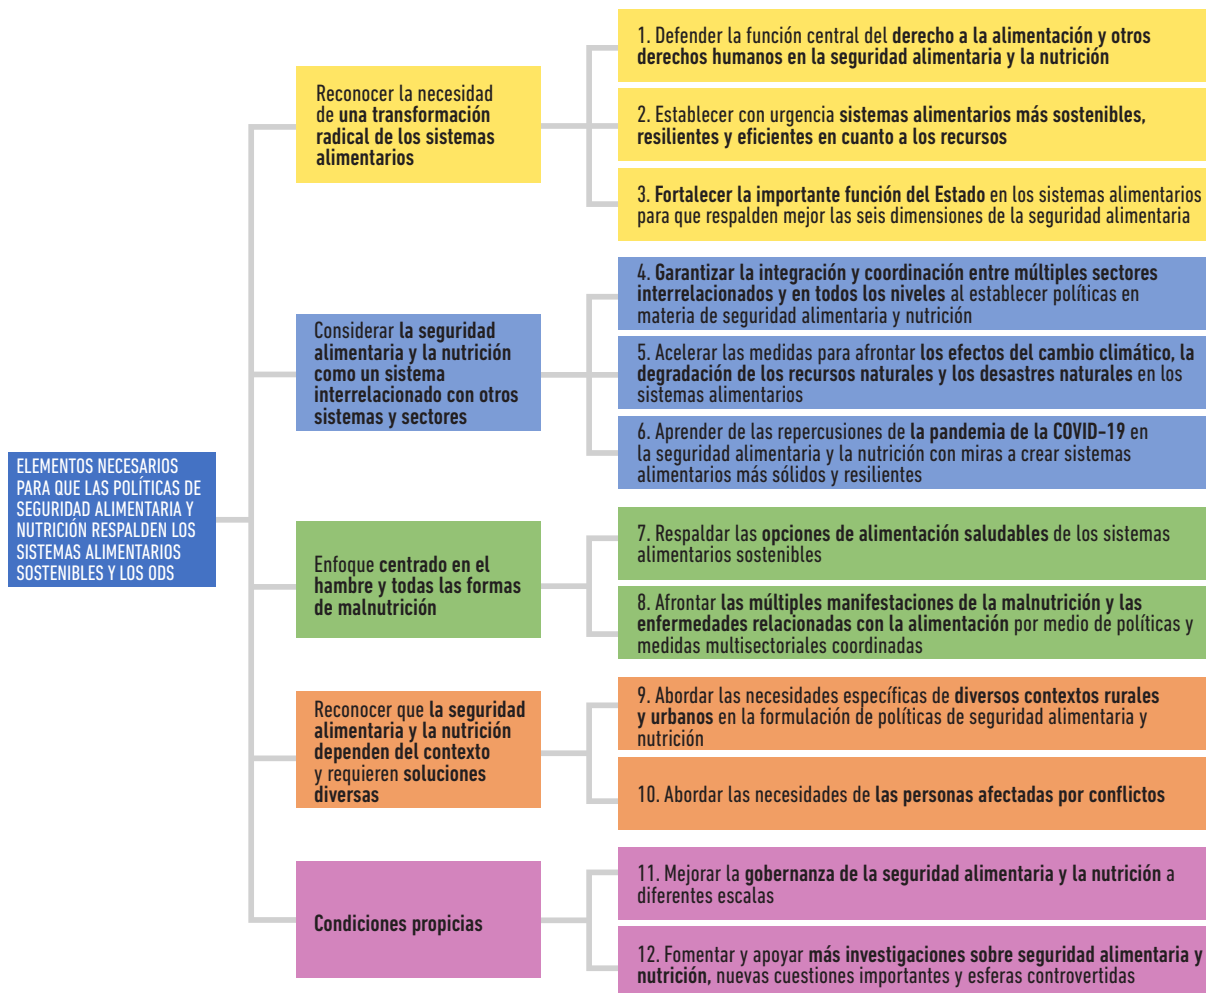 ELEMENTOS NECESARIOS
PARA QUE LAS POLÍTICAS DE
SEGURIDAD ALIMENTARIA Y
NUTRICIÓN RESPALDEN LOS
SISTEMAS ALIMENTARIOS
SOSTENIBLES Y LOS ODS
Reconocer la necesidad
de una transformación
radical de los sistemas
alimentarios
1. Defender la función central del derecho a la alimentación y otros
derechos humanos en la seguridad alimentaria y la nutrición
2. Establecer con urgencia sistemas alimentarios más sostenibles,
resilientes y eficientes en cuanto a los recursos
3. Fortalecer la importante función del Estado en los sistemas alimentarios
para que respalden mejor las seis dimensiones de la seguridad alimentaria
Considerar la seguridad
alimentaria y la nutrición
como un sistema
interrelacionado con otros
sistemas y sectores
4. Garantizar la integración y coordinación entre múltiples sectores
interrelacionados y en todos los niveles al establecer políticas en
materia de seguridad alimentaria y nutrición
5. Acelerar las medidas para afrontar los efectos del cambio climático, la
degradación de los recursos naturales y los desastres naturales en los
sistemas alimentarios
6. Aprender de las repercusiones de la pandemia de la COVID-19 en
la seguridad alimentaria y la nutrición con miras a crear sistemas
alimentarios más sólidos y resilientes
Enfoque centrado en el
hambre y todas las formas
de malnutrición
7. Respaldar las opciones de alimentación saludables de los sistemas
alimentarios sostenibles
8. Afrontar las múltiples manifestaciones de la malnutrición y las
enfermedades relacionadas con la alimentación por medio de políticas y
medidas multisectoriales coordinadas
Reconocer que la seguridad
alimentaria y la nutrición
dependen del contexto
y requieren soluciones
diversas
9. Abordar las necesidades específicas de diversos contextos rurales
y urbanos en la formulación de políticas de seguridad alimentaria y
nutrición
10. Abordar las necesidades de las personas afectadas por conflictos
Condiciones propicias
11. Mejorar la gobernanza de la seguridad alimentaria y la nutrición a
diferentes escalas
12. Fomentar y apoyar más investigaciones sobre seguridad alimentaria y
nutrición, nuevas cuestiones importantes y esferas controvertidas